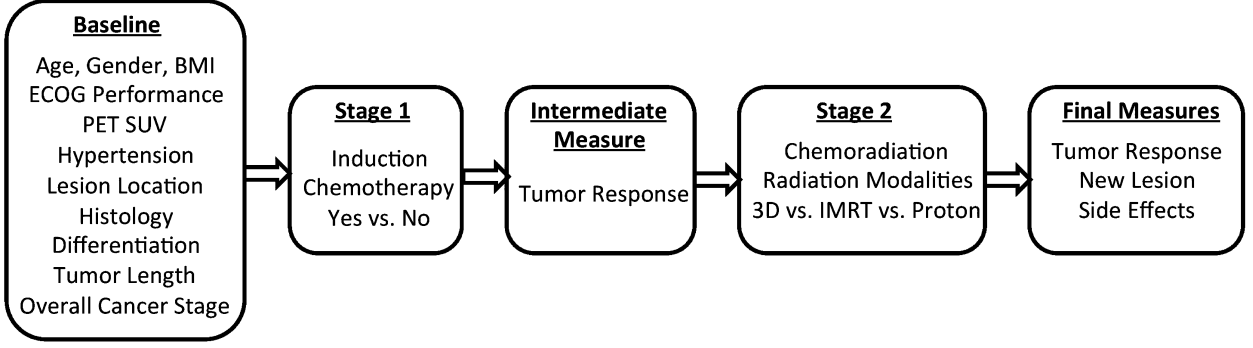 Baseline
Age, Gender, BMI
ECOG Performance
PET SUV
Hypertension
Lesion Location
Histology
Differentiation
Tumor Length
Overall Cancer Stage
Stage 1
Induction
Chemotherapy
Yes vs. No
Intermediate
Measure
Tumor Response
Stage 2
Chemoradiation
Radiation Modalities
3D vs. IMRT vs. Proton
Final Measures
Tumor Response
New Lesion
Side Effects